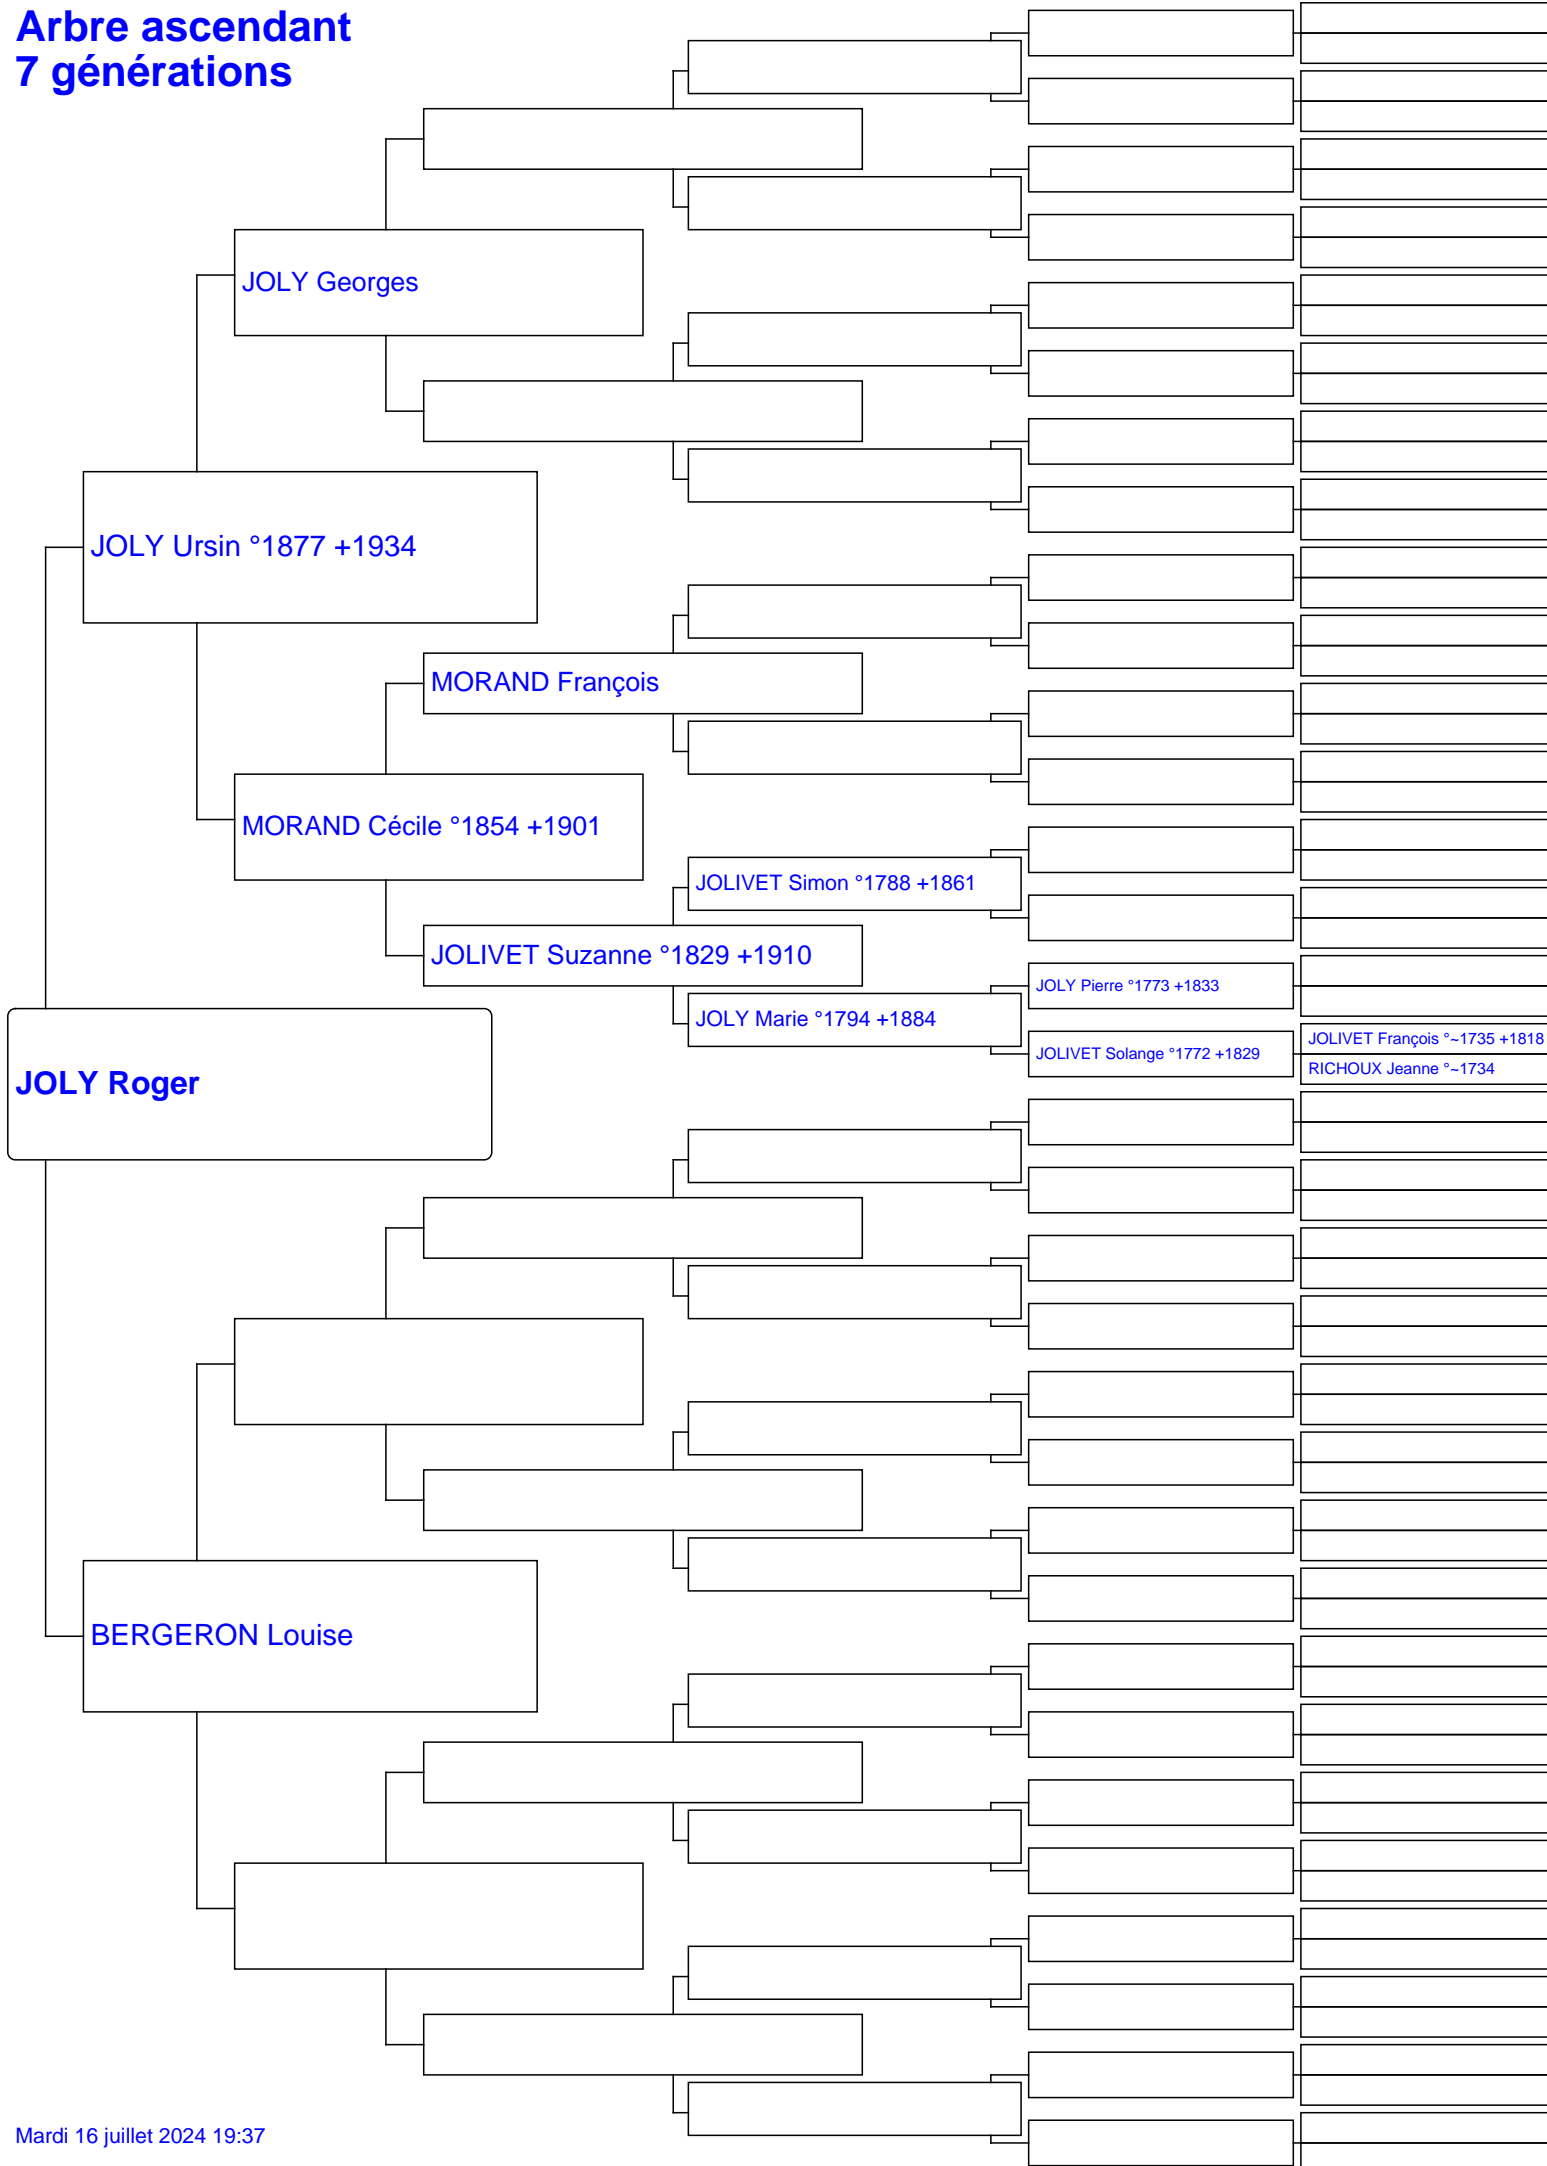 Arbre ascendant
7 générations
JOLY Georges
JOLY Ursin °1877 +1934
MORAND François
MORAND Cécile °1854 +1901
JOLIVET Simon °1788 +1861
JOLIVET Suzanne °1829 +1910
JOLY Pierre °1773 +1833
JOLY Marie °1794 +1884
JOLIVET François °~1735 +1818
JOLIVET Solange °1772 +1829
RICHOUX Jeanne °~1734
JOLY Roger
BERGERON Louise
Mardi 16 juillet 2024 19:37